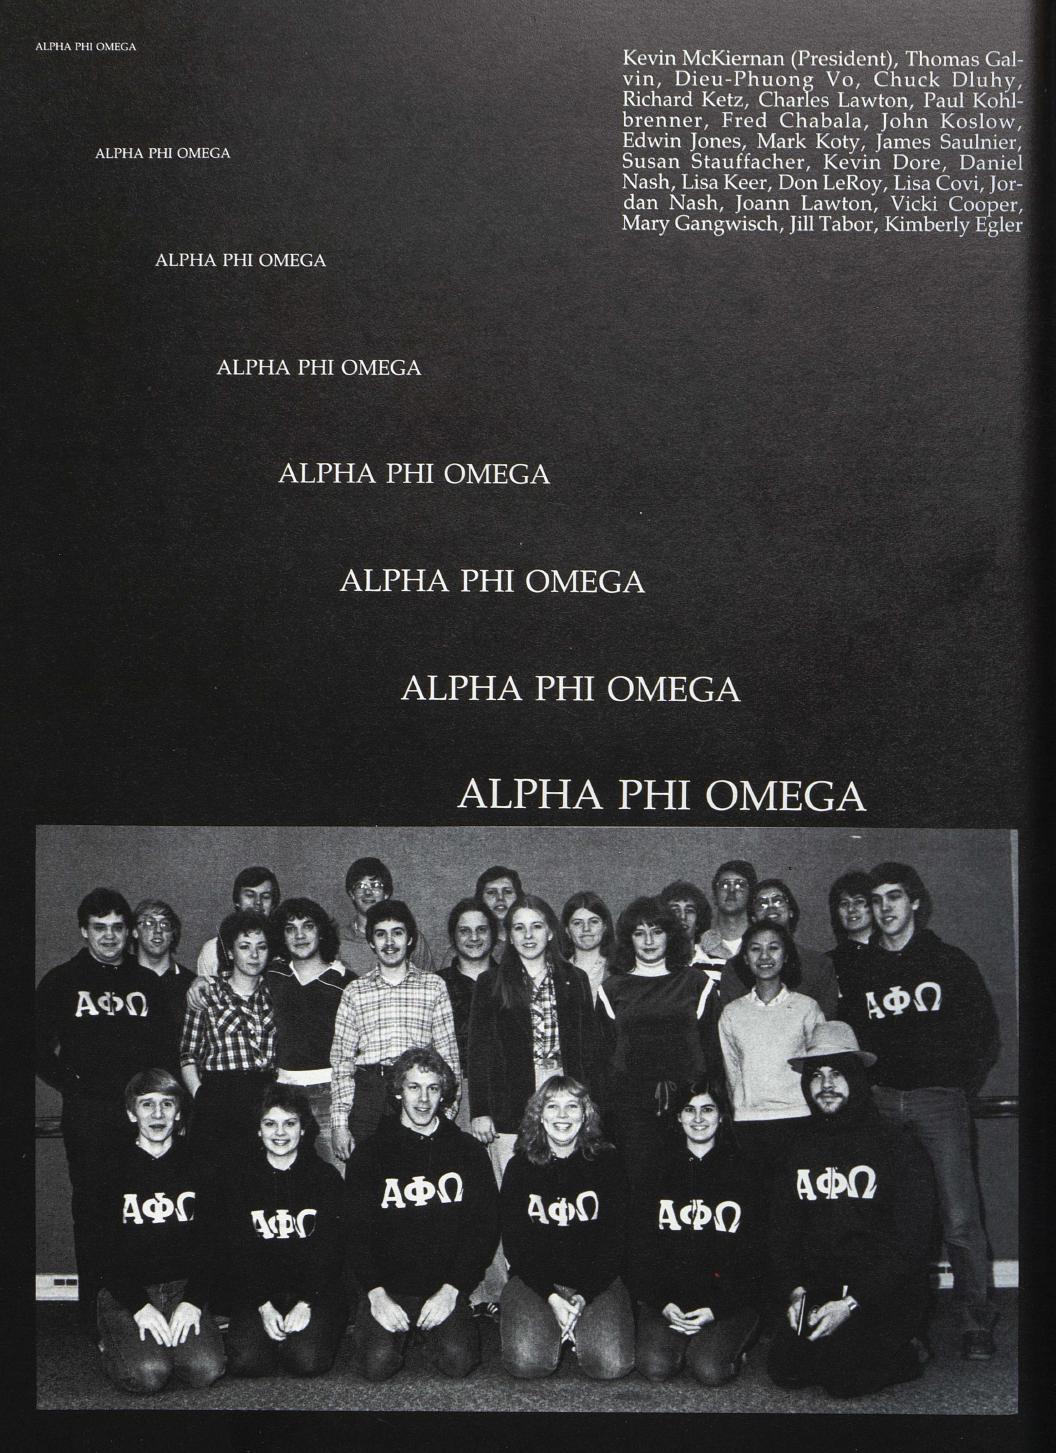 ALPHA PHI OMEGA
Kevin McKiernan (President), Thomas Gal-
vin, Dieu-Phuong Vo, Chuck Dluhy,
Richard Ketz, Charles Lawton, Paul Kohl-
brenner, Fred Chabala, John Koslow,
Edwin Jones, Mark Koty, James Saulnier,
Susan Stauffacher, Kevin Dore, Daniel
Nash, Lisa Keer, Don LeRoy, Lisa Covi, Jor-
dan Nash, Joann Lawton, Vicki Cooper,
Mary Gangwisch, Jill Tabor, Kimberly Egler
ALPHA PHI OMEGA
ALPHA PHI OMEGA
ALPHA PHI OMEGA
ALPHA PHI OMEGA
ALPHA PHI OMEGA
ALPHA PHI OMEGA
ALPHA PHI OMEGA
ΑΦΩ
ΑΦΩ
ΑΦΩ
ΑΦΩ
ΑΦΩ
ΑΦΩ
ΑΦΩ
ΑΦΩ